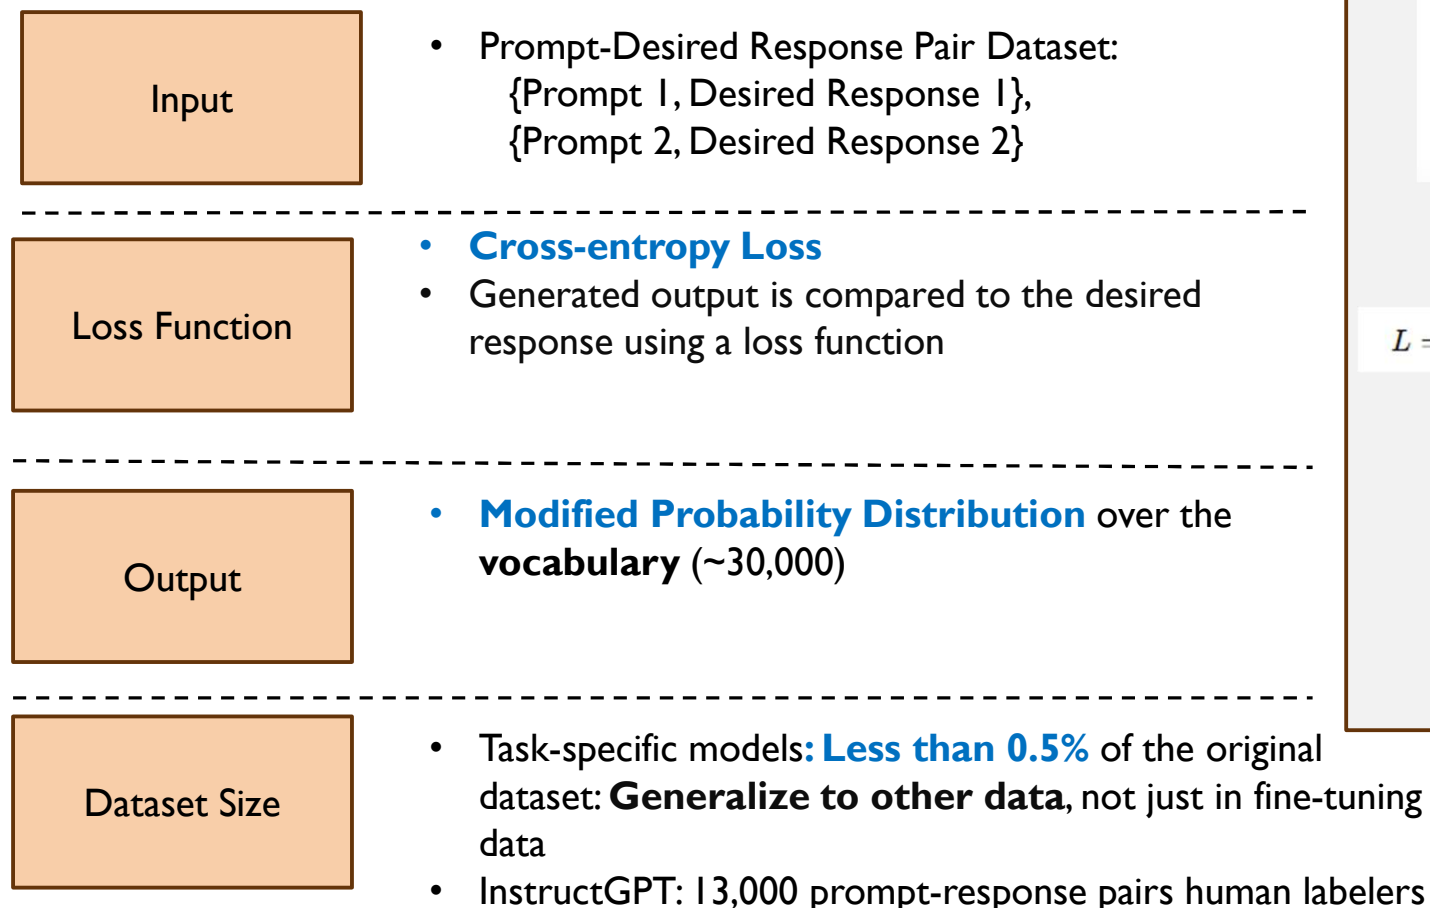 Input
• Prompt-Desired Response Pair Dataset:
{Prompt 1, Desired Response 1},
{Prompt 2, Desired Response 2}
Loss Function
• Cross-entropy Loss
• Generated output is compared to the desired
response using a loss function
L =
Output
• Modified Probability Distribution over the
vocabulary (~30,000)
Dataset Size
• Task-specific models: Less than 0.5% of the original
dataset: Generalize to other data, not just in fine-tuning
data
• InstructGPT: 13,000 prompt-response pairs human labelers